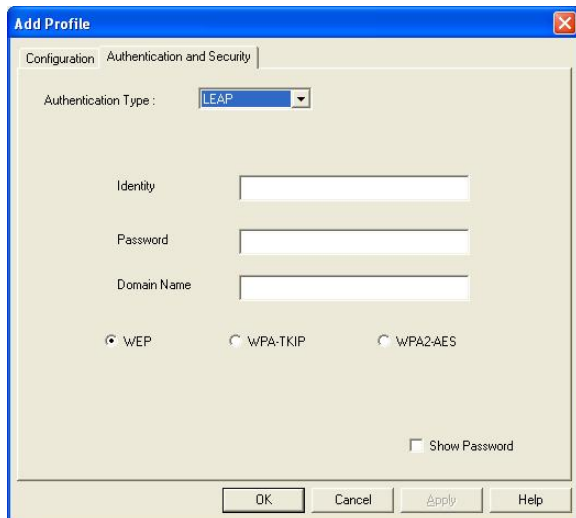 Add Profile
Configuration Authentication and Security
Authentication Type : LEAP
Identity
Password
Domain Name
WEP WPA-TKIP WPA2-AES
Show Password
OK Cancel Apply Help